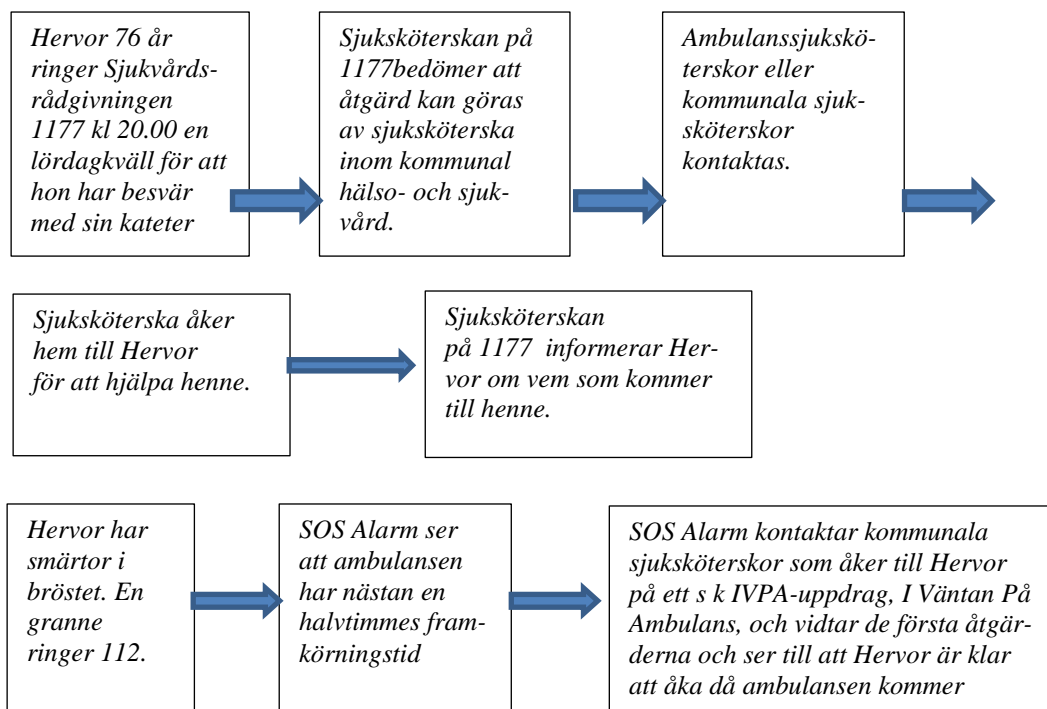 Hervor 76 år
ringer Sjukvårds-
rådgivningen
1177 kl 20.00 en
lördagkväll för att
hon har besvär
med sin kateter
Sjuksköterskan på
1177bedömer att
åtgärd kan göras
av sjuksköterska
inom kommunal
hälso- och sjuk-
vård.
Ambulanssjukskö-
terskor eller
kommunala sjuk-
sköterskor
kontaktas.
Sjuksköterska åker
hem till Hervor
för att hjälpa henne.
Sjuksköterskan
på 1177 informerar Her-
vor om vem som kommer
till henne.
Hervor har
smärtor i
bröstet. En
granne
ringer 112.
SOS Alarm ser
att ambulansen
har nästan en
halvtimmes fram-
körningstid
SOS Alarm kontaktar kommunala
sjuksköterskor som åker till Hervor
på ett s k IVPA-uppdrag, I Väntan På
Ambulans, och vidtar de första åtgär-
derna och ser till att Hervor är klar
att åka då ambulansen kommer